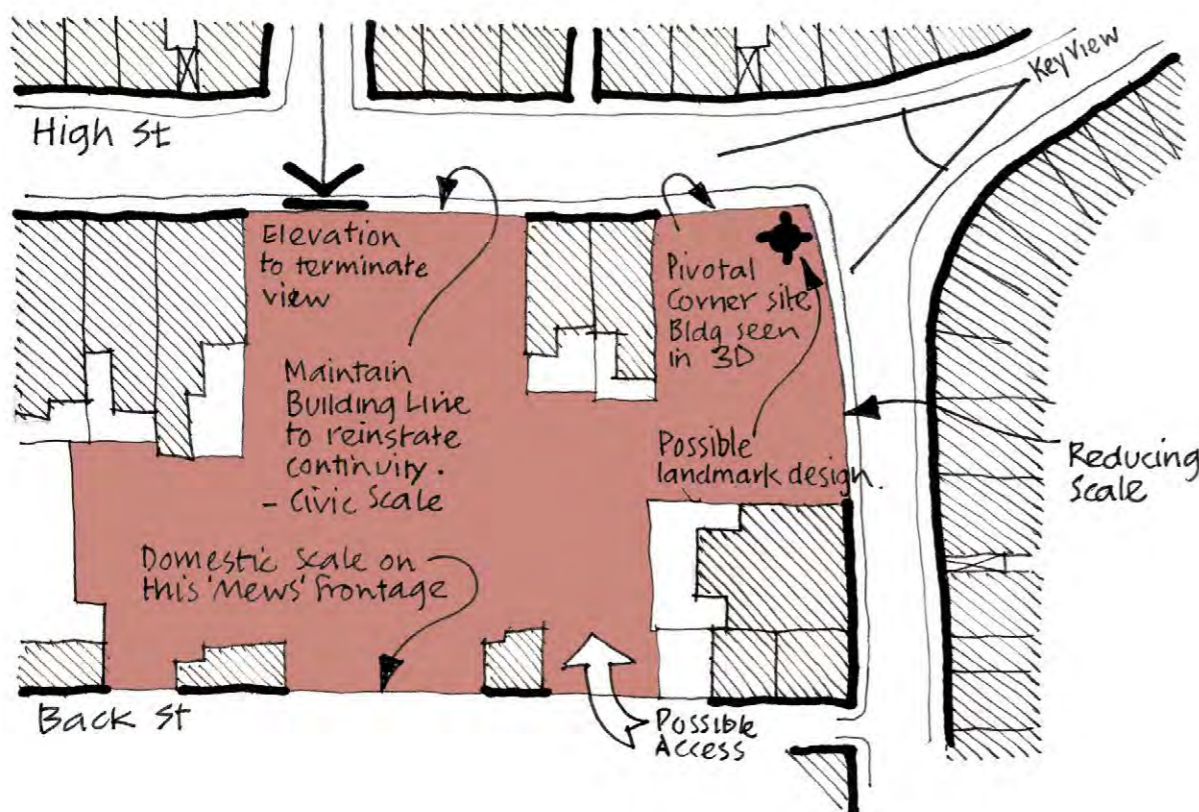 Key View
High St
Elevation
to terminate
view
Pivotal
Corner site
Bldg seen
in 3D
Maintain
Building Line
to reinstate
continuity.
- Civic Scale
Possible
landmark design.
Reducing
Scale
Domestic Scale on
this 'Mews' frontage
Back St
Possible
Access